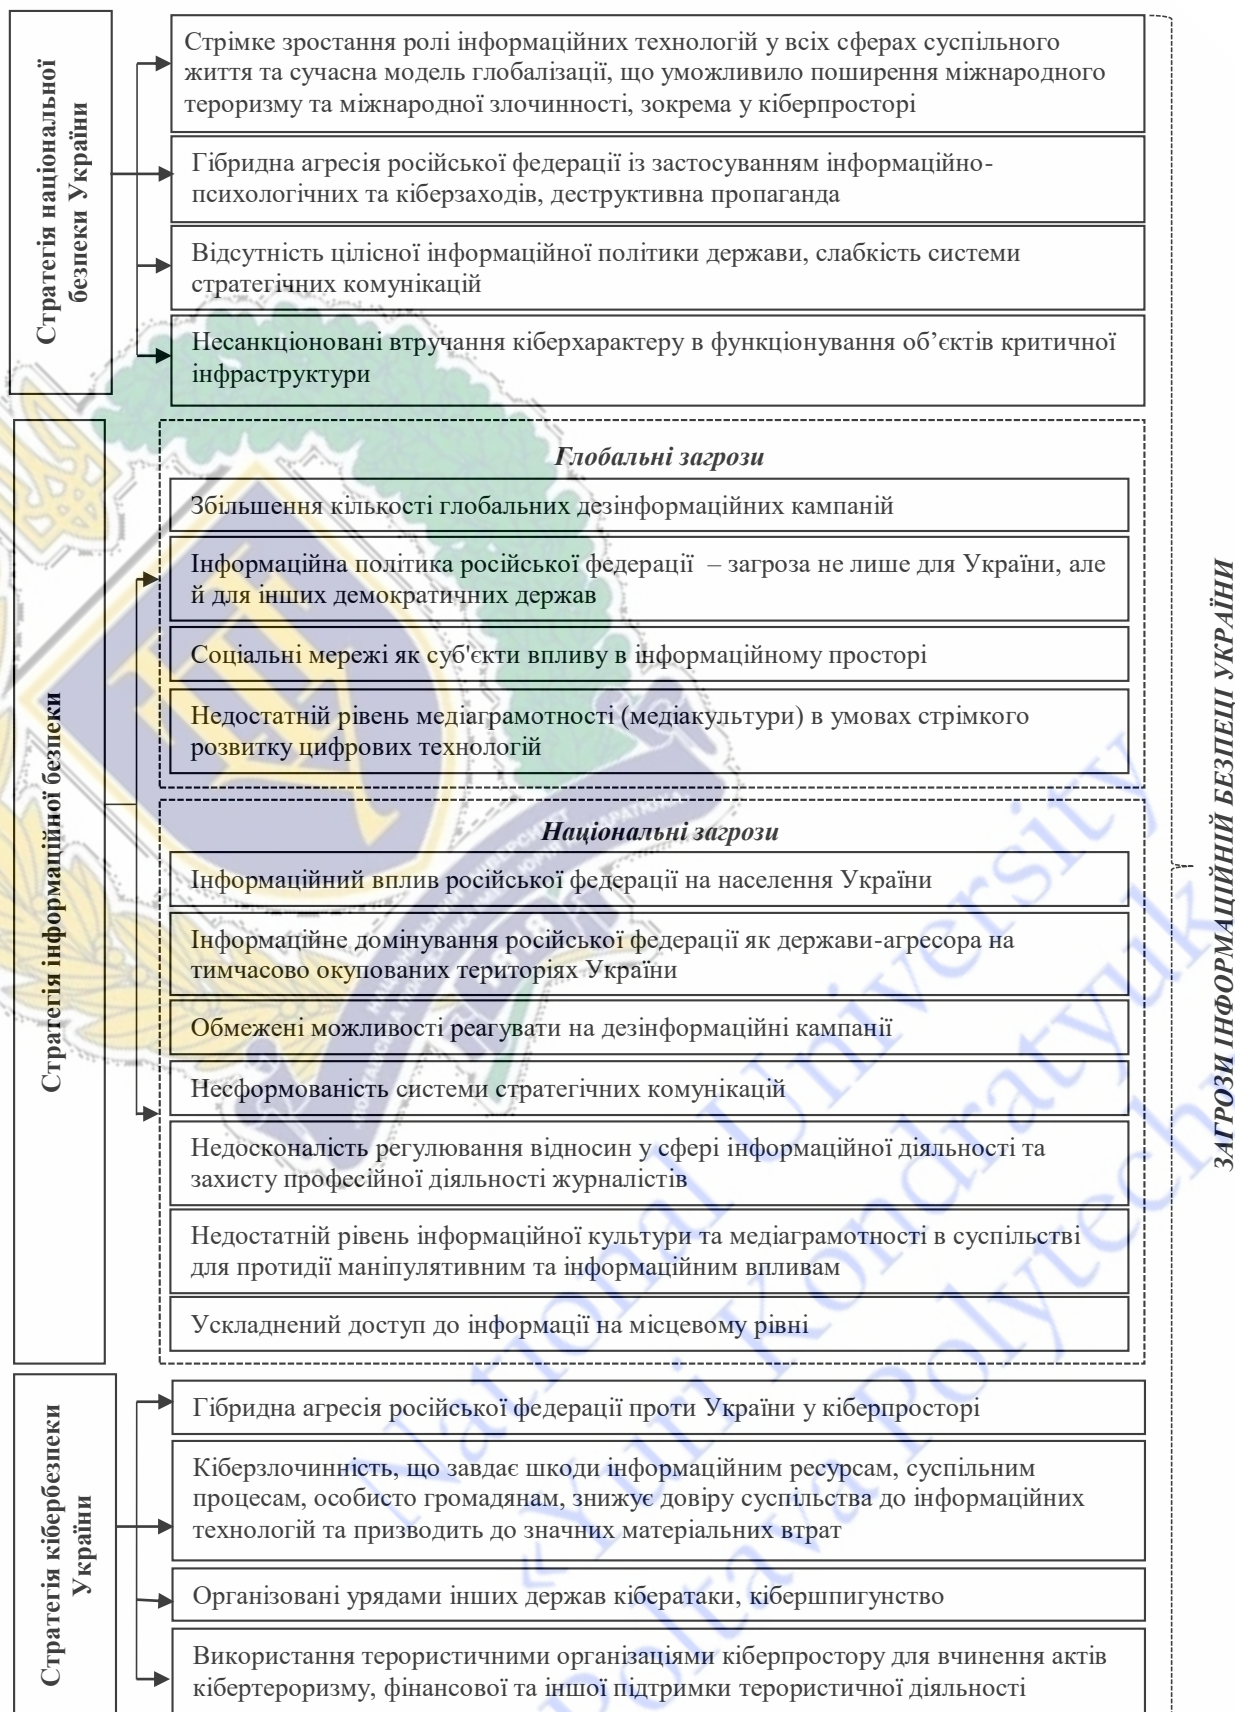 Стратегія національної
безпеки України
Стрімке зростання ролі інформаційних технологій у всіх сферах суспільного
життя та сучасна модель глобалізації, що уможливило поширення міжнародного
тероризму та міжнародної злочинності, зокрема у кіберпросторі
Гібридна агресія російської федерації із застосуванням інформаційно-
психологічних та кіберзаходів, деструктивна пропаганда
Відсутність цілісної інформаційної політики держави, слабкість системи
стратегічних комунікацій
Несанкціоновані втручання кіберхарактеру в функціонування об’єктів критичної
інфраструктури
Стратегія інформаційної безпеки
Глобальні загрози
Збільшення кількості глобальних дезінформаційних кампаній
Інформаційна політика російської федерації – загроза не лише для України, але
й для інших демократичних держав
Соціальні мережі як суб'єкти впливу в інформаційному просторі
Недостатній рівень медіаграмотності (медіакультури) в умовах стрімкого
розвитку цифрових технологій
Національні загрози
Інформаційний вплив російської федерації на населення України
Інформаційне домінування російської федерації як держави-агресора на
тимчасово окупованих територіях України
Обмежені можливості реагувати на дезінформаційні кампанії
Несформованість системи стратегічних комунікацій
Недосконалість регулювання відносин у сфері інформаційної діяльності та
захисту професійної діяльності журналістів
Недостатній рівень інформаційної культури та медіаграмотності в суспільстві
для протидії маніпулятивним та інформаційним впливам
Ускладнений доступ до інформації на місцевому рівні
Стратегія кібербезпеки
України
Гібридна агресія російської федерації проти України у кіберпросторі
Кіберзлочинність, що завдає шкоди інформаційним ресурсам, суспільним
процесам, особисто громадянам, знижує довіру суспільства до інформаційних
технологій та призводить до значних матеріальних втрат
Організовані урядами інших держав кібератаки, кібершпигунство
Використання терористичними організаціями кіберпростору для вчинення актів
кібертероризму, фінансової та іншої підтримки терористичної діяльності
ЗАГРОЗИ ІНФОРМАЦІЙНІЙ БЕЗПЕЦІ УКРАЇНИ
National University
«Yuri Kondratyuk
Poltava Polytech